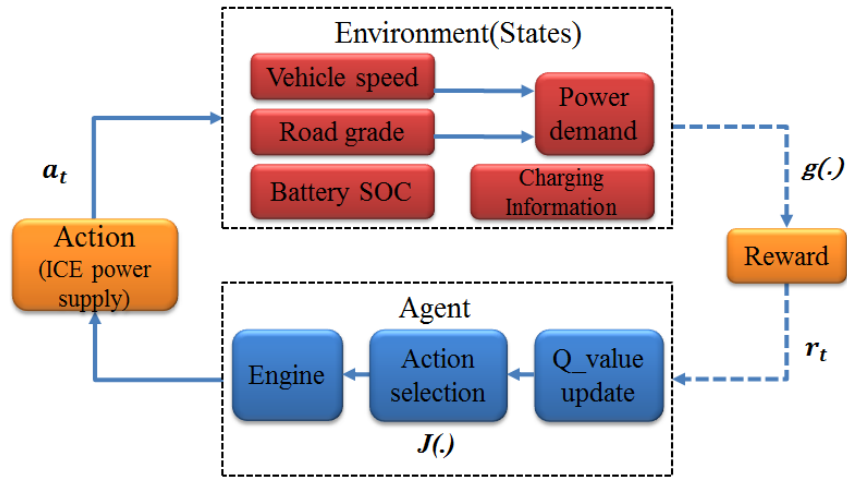 Environment(States)
Vehicle speed
Power
demand
Road grade
Battery SOC
Charging
Information
a_t
g(.)
Action
(ICE power
supply)
Reward
Agent
Engine
Action
selection
Q_value
update
r_t
J(.)